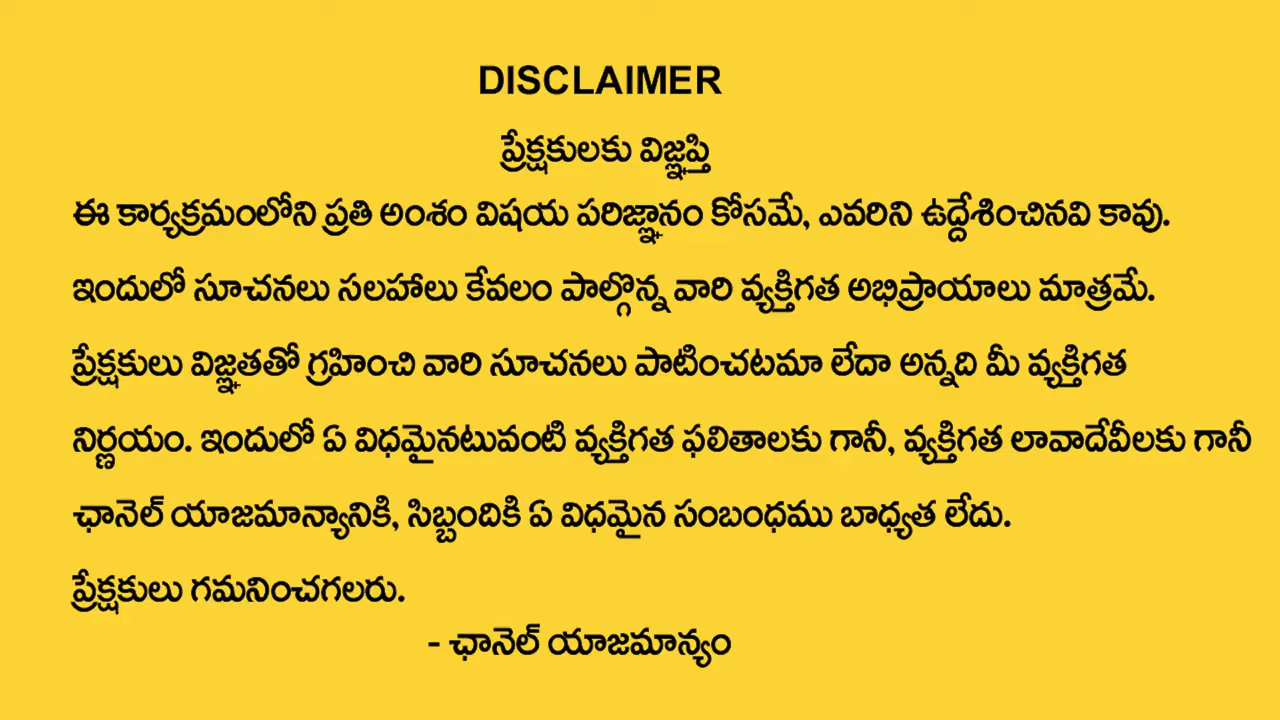 DISCLAIMER
ప్రేక్షకులకు విజ్ఞప్తి
ఈ కార్యక్రమంలోని ప్రతి అంశం విషయ పరిజ్ఞానం కోసమే, ఎవరిని ఉద్దేశించినవి కావు.
ఇందులో సూచనలు సలహాలు కేవలం పాల్గొన్న వారి వ్యక్తిగత అభిప్రాయాలు మాత్రమే.
ప్రేక్షకులు విజ్ఞతతో గ్రహించి వారి సూచనలు పాటించటమా లేదా అన్నది మీ వ్యక్తిగత
నిర్ణయం. ఇందులో ఏ విధమైనటువంటి వ్యక్తిగత ఫలితాలకు గానీ, వ్యక్తిగత లావాదేవీలకు గానీ
ఛానెల్ యాజమాన్యానికి, సిబ్బందికి ఏ విధమైన సంబంధము బాధ్యత లేదు.
ప్రేక్షకులు గమనించగలరు.
- ఛానెల్ యాజమాన్యం